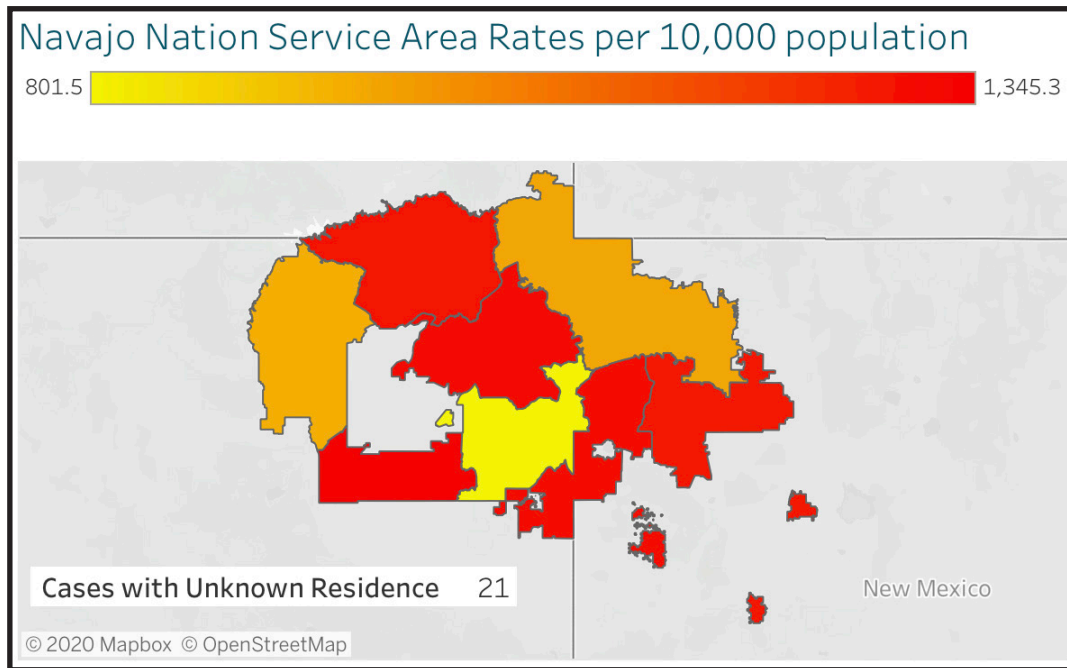 Navajo Nation Service Area Rates per 10,000 population
801.5 1,345.3
Cases with Unknown Residence 21
New Mexico
© 2020 Mapbox © OpenStreetMap